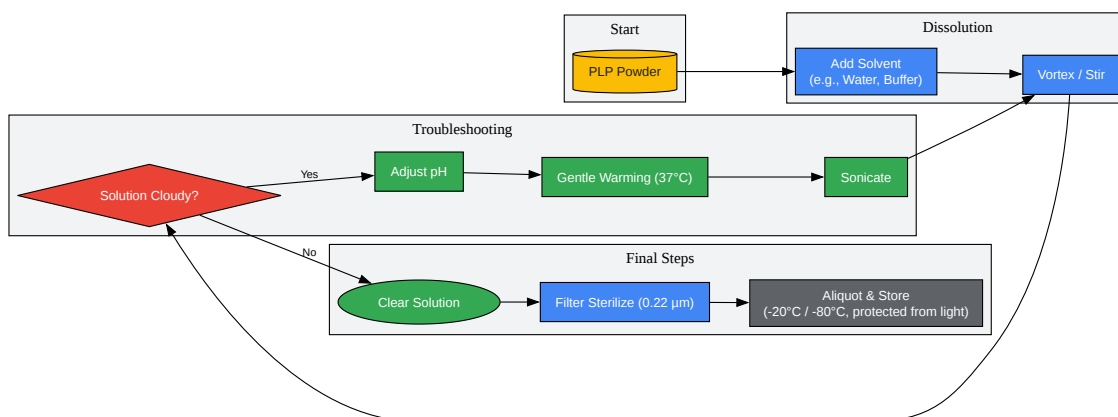 Start
PLP Powder
Dissolution
Add Solvent
(e.g., Water, Buffer)
Vortex / Stir
Troubleshooting
Solution Cloudy?
Yes
Adjust pH
Gentle Warming (37°C)
Sonicate
No
Final Steps
Clear Solution
Filter Sterilize (0.22 µm)
Aliquot & Store
(-20°C / -80°C, protected from light)